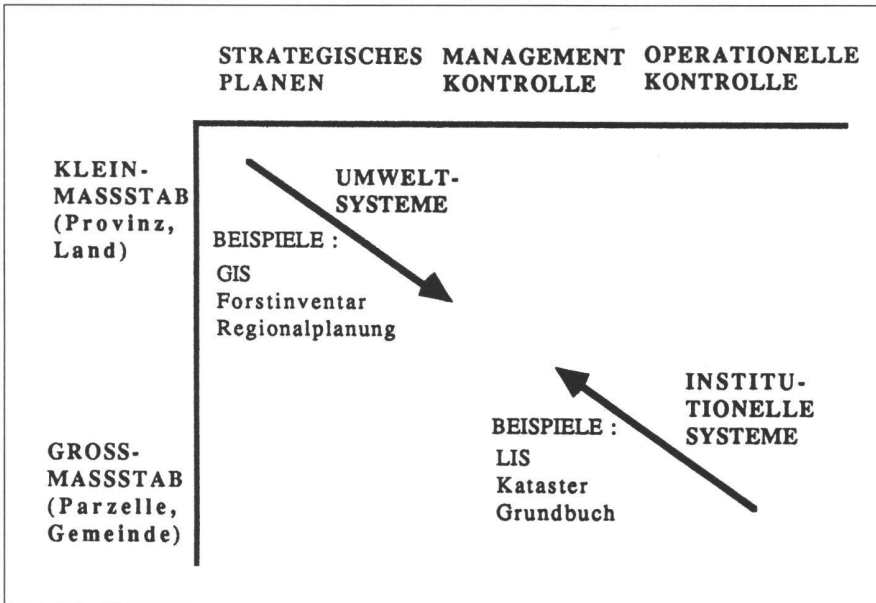 STRATEGISCHES
PLANEN
MANAGEMENT
KONTROLLE
OPERATIONELLE
KONTROLLE
KLEIN-
MASSSTAB
(Provinz,
Land)
UMWELT-
SYSTEME
BEISPIELE :
GIS
Forstinventar
Regionalplanung
GROSS-
MASSSTAB
(Parzelle,
Gemeinde)
BEISPIELE :
LIS
Kataster
Grundbuch
INSTITU-
TIONELLE
SYSTEME